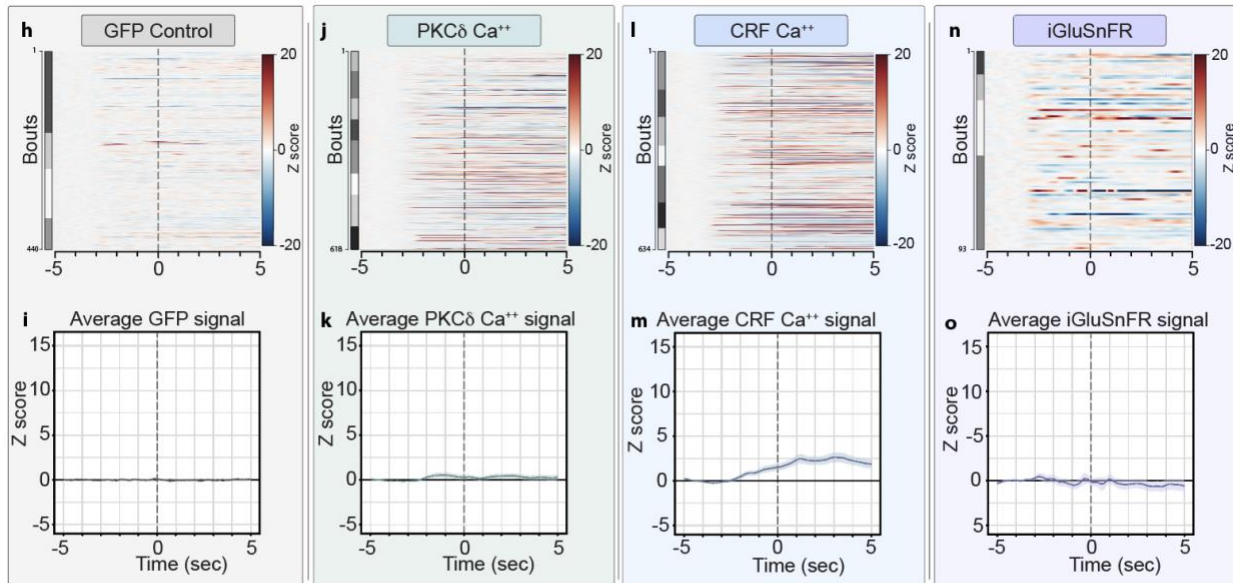 h GFP Control
1
Bouts
440
20
0
-20
Z score
-5 0 5
j PKCδ Ca⁺⁺
1
Bouts
618
20
0
-20
Z score
-5 0 5
l CRF Ca⁺⁺
1
Bouts
634
20
0
-20
Z score
-5 0 5
n iGluSnFR
1
Bouts
93
20
0
-20
Z score
-5 0 5
i Average GFP signal
15
10
5
0
-5
Z score
-5 0 5
Time (sec)
k Average PKCδ Ca⁺⁺ signal
15
10
5
0
-5
Z score
-5 0 5
Time (sec)
m Average CRF Ca⁺⁺ signal
15
10
5
0
-5
Z score
-5 0 5
Time (sec)
o Average iGluSnFR signal
15
10
-5
0
5
Z score
-5 0 5
Time (sec)